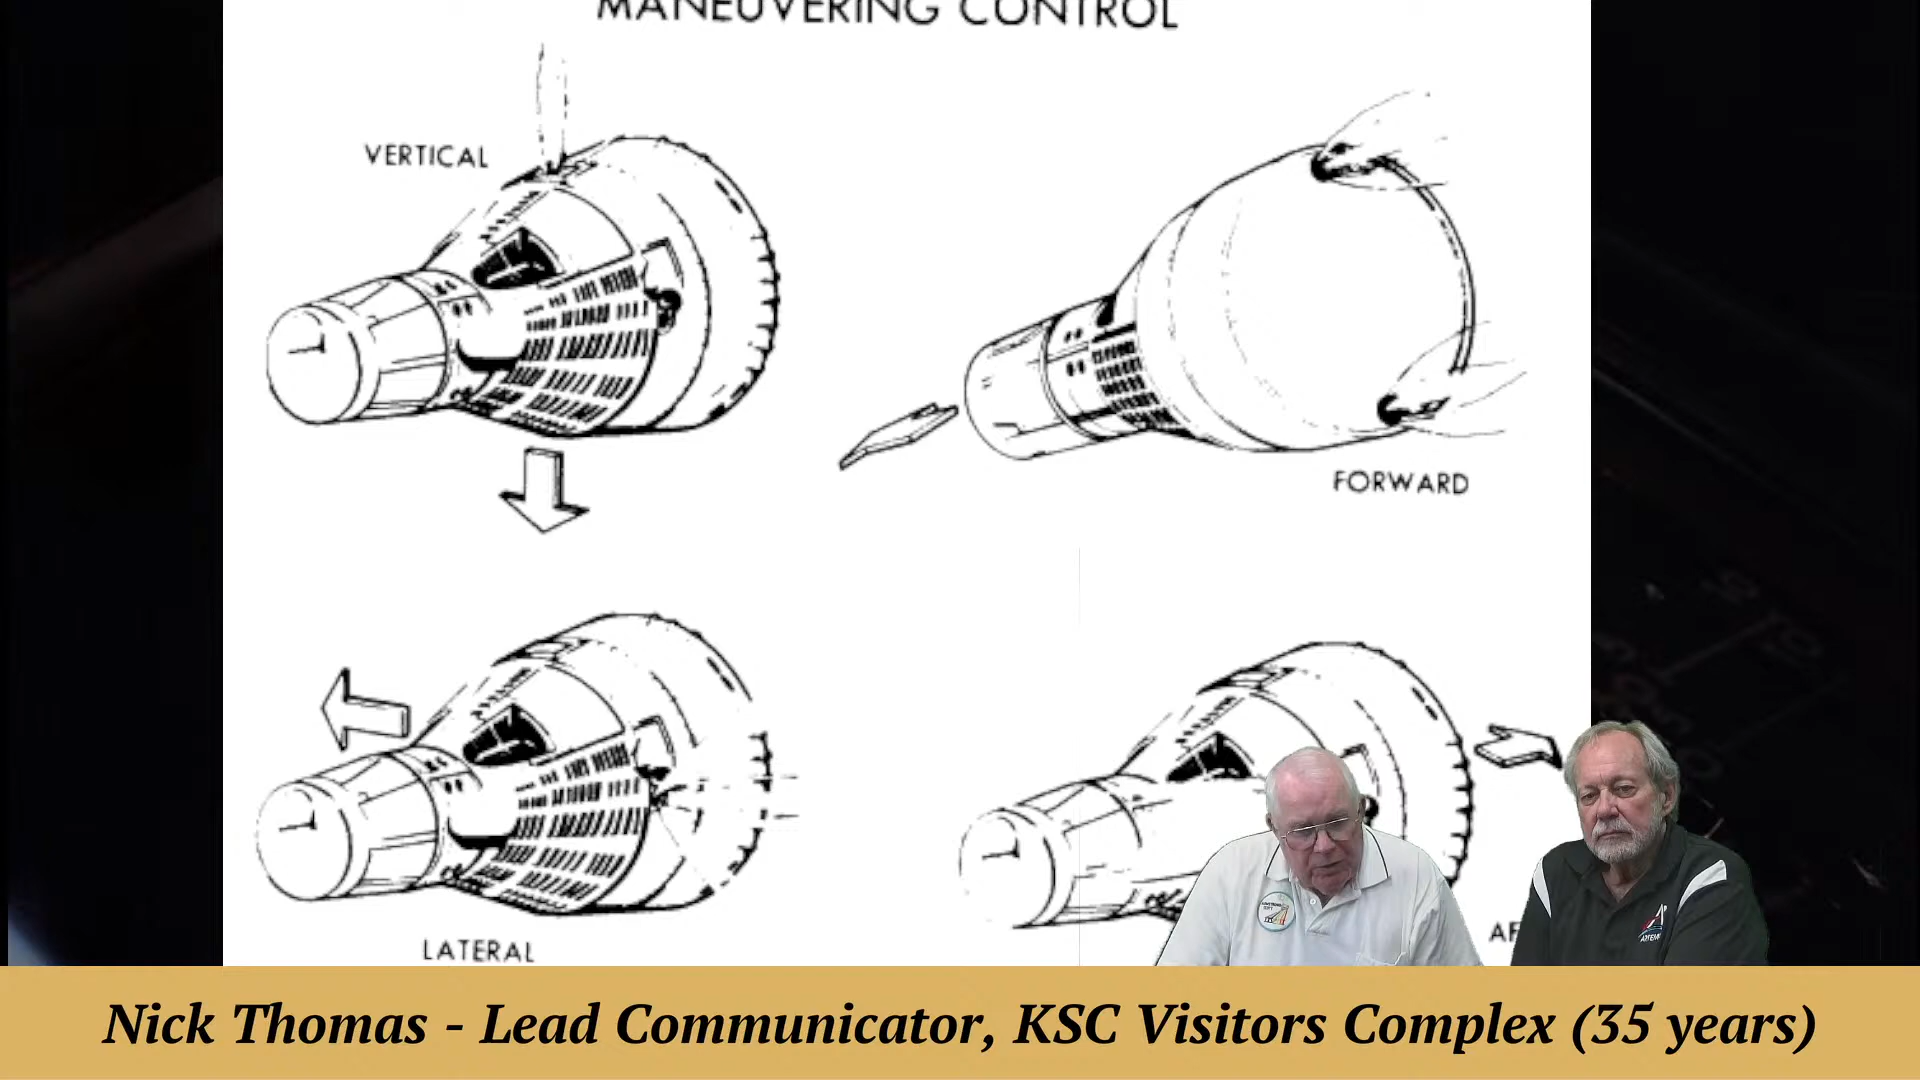 MANEUVERING CONTROL
VERTICAL
FORWARD
LATERAL
Nick Thomas - Lead Communicator, KSC Visitors Complex (35 years)